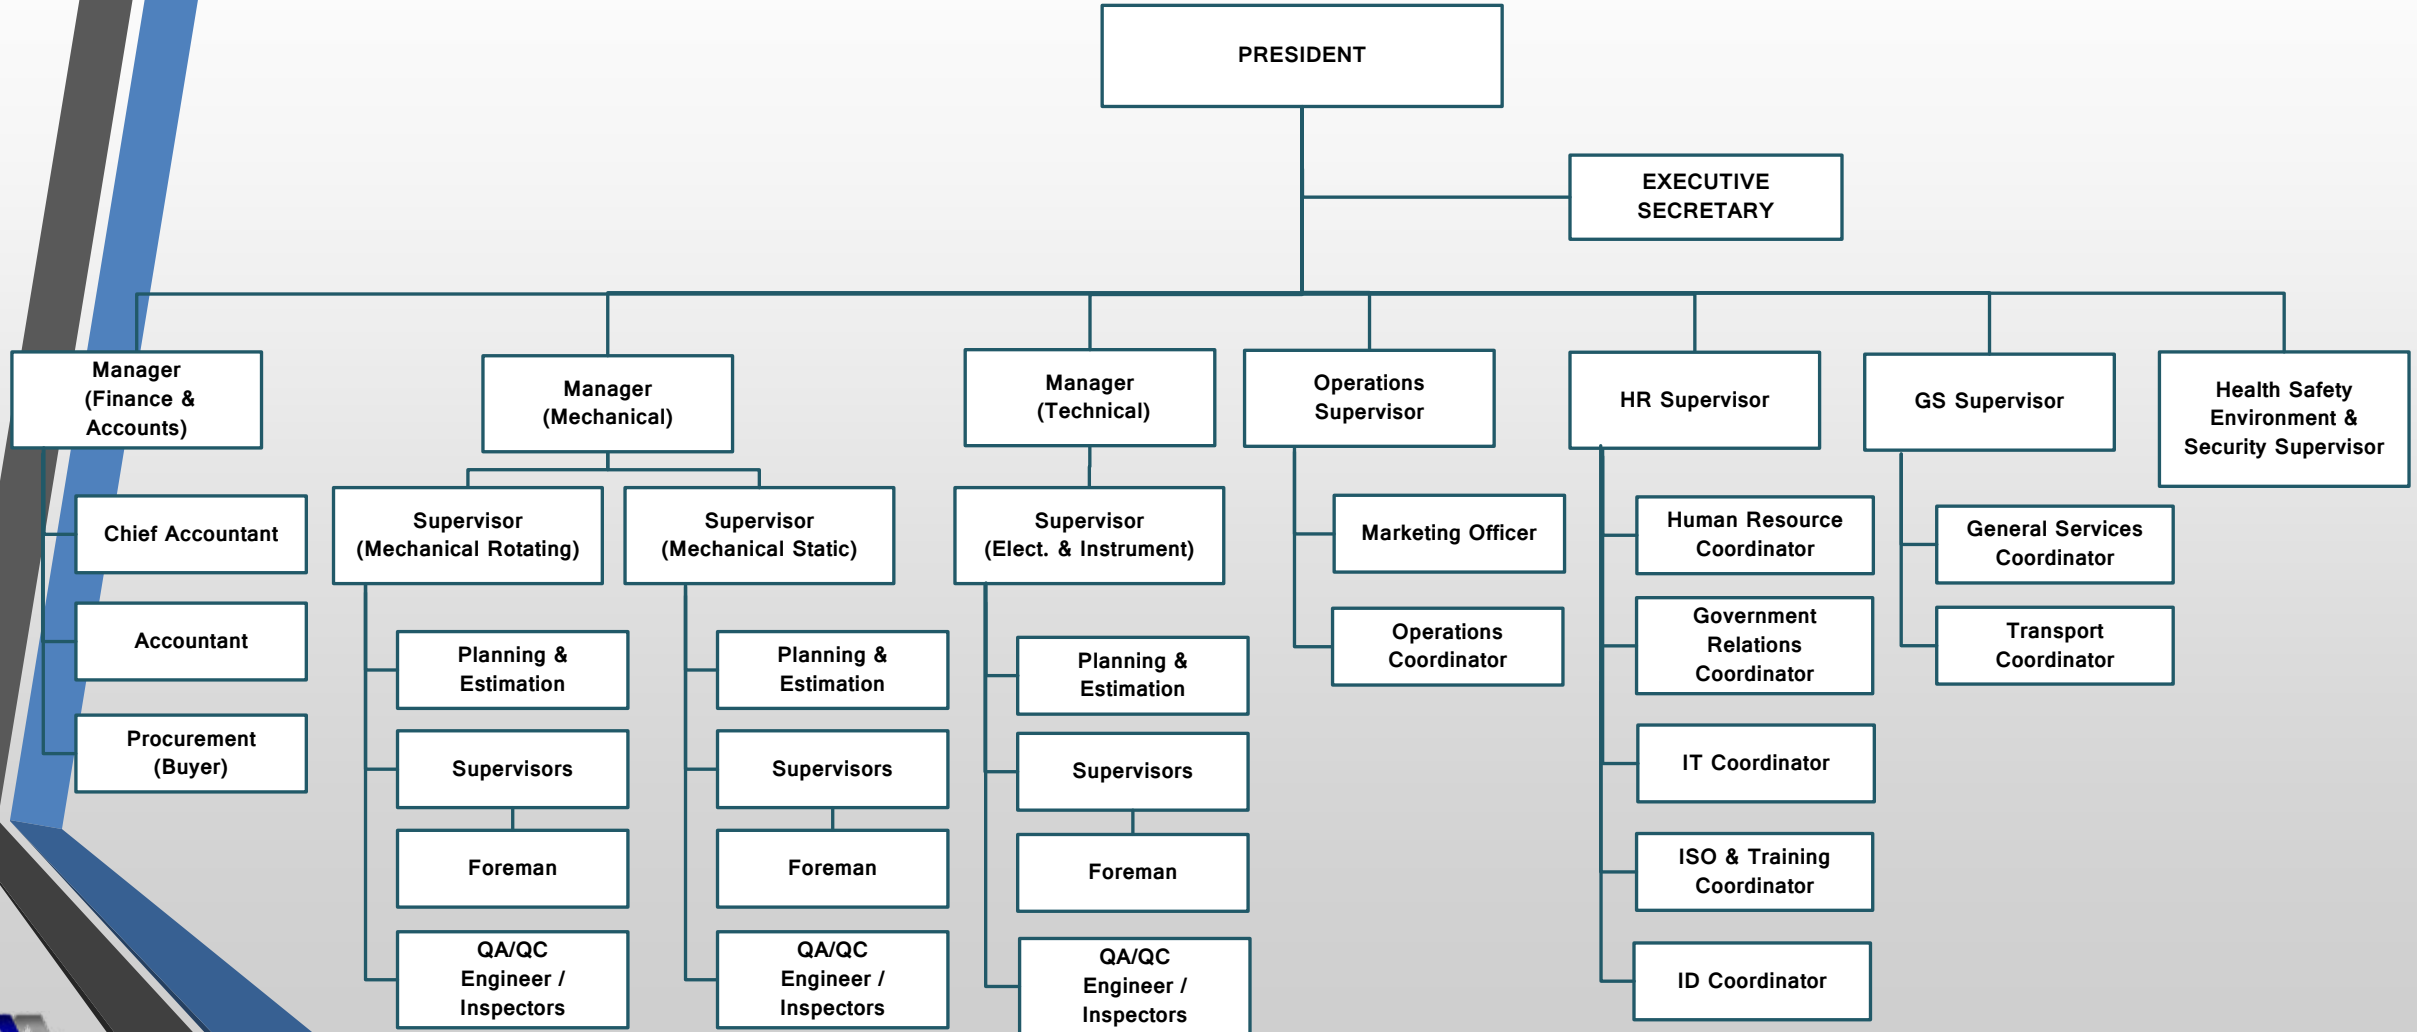 PRESIDENT
EXECUTIVE
SECRETARY
Manager
(Finance &
Accounts)
Manager
(Mechanical)
Manager
(Technical)
Operations
Supervisor
HR Supervisor
GS Supervisor
Health Safety
Environment &
Security Supervisor
Chief Accountant
Accountant
Procurement
(Buyer)
Supervisor
(Mechanical Rotating)
Planning &
Estimation
Supervisors
Foreman
QA/QC
Engineer /
Inspectors
Supervisor
(Mechanical Static)
Planning &
Estimation
Supervisors
Foreman
QA/QC
Engineer /
Inspectors
Supervisor
(Elect. & Instrument)
Planning &
Estimation
Supervisors
Foreman
QA/QC
Engineer /
Inspectors
Marketing Officer
Operations
Coordinator
Human Resource
Coordinator
Government
Relations
Coordinator
IT Coordinator
ISO & Training
Coordinator
ID Coordinator
General Services
Coordinator
Transport
Coordinator